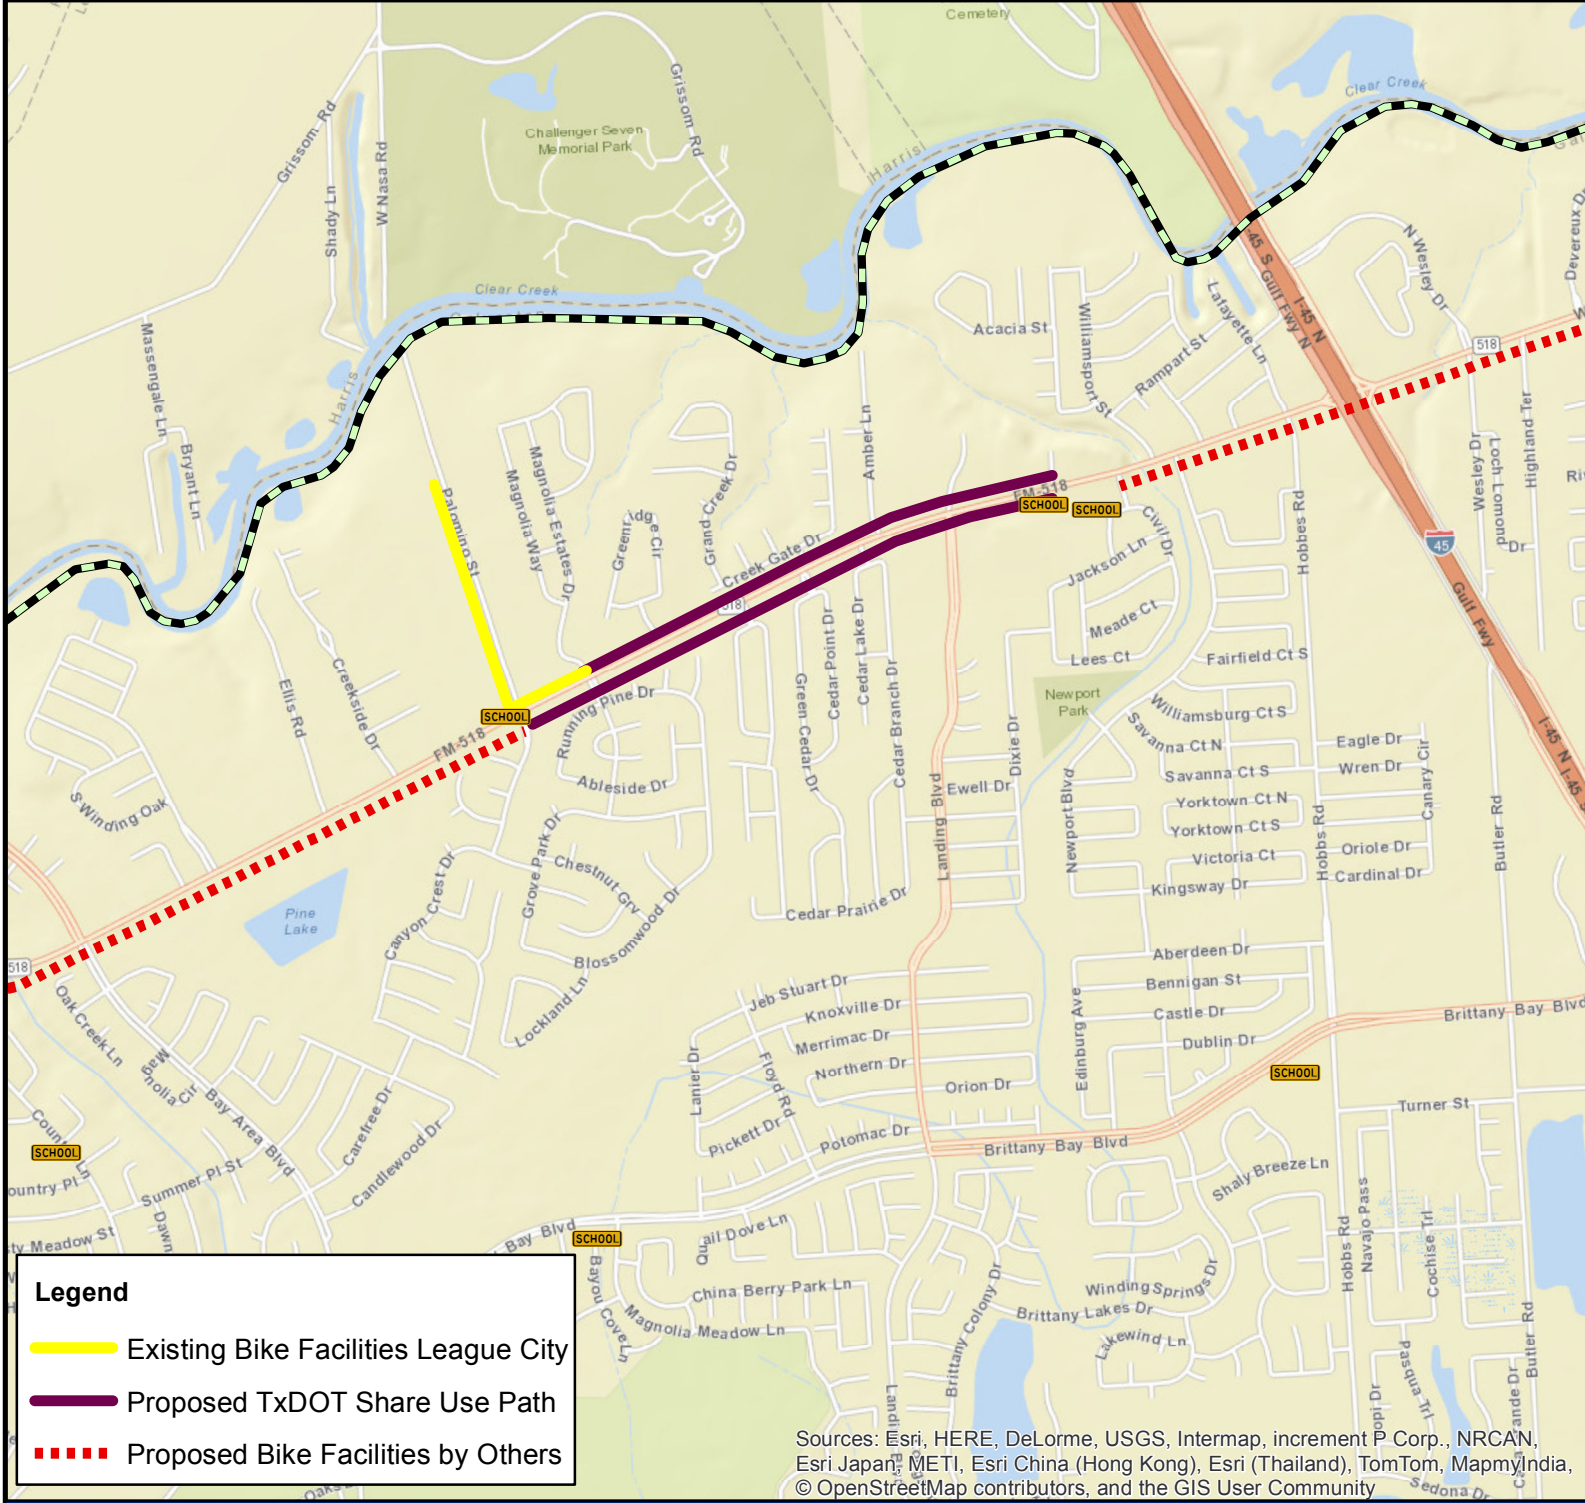 Cemetery
Clear Creek
Grissom Rd
Challenger Seven
Memorial Park
Grissom Rd
W Nasa Rd
Shady Ln
Harris
Clear Creek
Harris
Massengale Ln
Bryant Ln
Palomino St
Magnolia Way
Magnolia Estates Dr
Grand Creek Dr
Creek Gate Dr
Amber Ln
Acacia St
Williamsport St
Rampart St
Lafayette Ln
I-45 S Gulf Fwy N
I-45 N
N Wesley Dr
Devereux Dr
518
Wesley Dr
Loch Lomond
Dr
Highland Ter
45
Gulf Fwy
I-45 N I-45 S
FM-518
SCHOOL
SCHOOL
Civil Dr
Hobbes Rd
Jackson Ln
Meade Ct
Lees Ct
Fairfield Ct S
Newport
Park
Williamsburg Ct S
Savanna Ct N
Savanna Ct S
Yorktown Ct N
Yorktown Ct S
Victoria Ct
Kingsway Dr
Eagle Dr
Wren Dr
Canary Cir
Oriole Dr
Cardinal Dr
Hobbs Rd
Butler Rd
518
Cedar Point Dr
Cedar Lake Dr
Cedar Branch Dr
Green Cedar Dr
Cedar Prairie Dr
Landing Blvd
Dixie Dr
Ewell Dr
Newport Blvd
SCHOOL
FM-518
Running Pine Dr
Ableside Dr
Ellis Rd
Creekside Dr
S Winding Oak
Pine
Lake
Canyon Crest Dr
Grove Park Dr
Chestnut Grv
Blossomwood Dr
Lockland Ln
518
Oak Creek Ln
Magnolia Cir
Bay Area Blvd
Carefree Dr
Candlewood Dr
Summer Pl St
Dawn
SCHOOL
Jeb Stuart Dr
Knoxville Dr
Merrimac Dr
Northern Dr
Orion Dr
Lanier Dr
Floyd Rd
Pickett Dr
Potomac Dr
Edinburg Ave
Aberdeen Dr
Bennigan St
Castle Dr
Dublin Dr
Brittany Bay Blvd
SCHOOL
Turner St
Brittany Bay Blvd
Shaly Breeze Ln
Hobbs Rd
Navajo Pass
Cochise Trl
Butler Rd
Bay Blvd
SCHOOL
Quail Dove Ln
China Berry Park Ln
Bayou Cove Ln
Magnolia Meadow Ln
Brittany Colony Dr
Winding Springs Dr
Brittany Lakes Dr
Lakewind Ln
Pasqua Trl
Sedona Dr
Legend
Existing Bike Facilities League City
Proposed TxDOT Share Use Path
Proposed Bike Facilities by Others
Sources: Esri, HERE, DeLorme, USGS, Intermap, increment P Corp., NRCAN,
Esri Japan, METI, Esri China (Hong Kong), Esri (Thailand), TomTom, MapmyIndia,
© OpenStreetMap contributors, and the GIS User Community